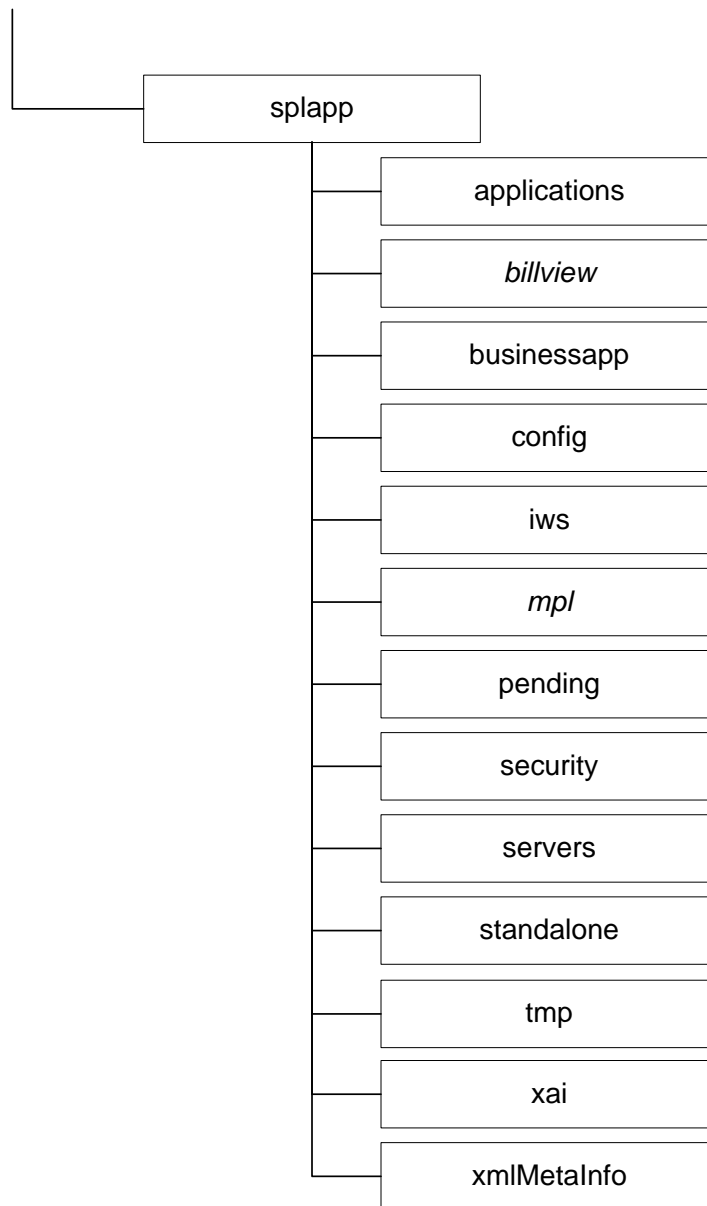 splapp
applications
billview
businessapp
config
iws
mpl
pending
security
servers
standalone
tmp
xai
xmlMetaInfo